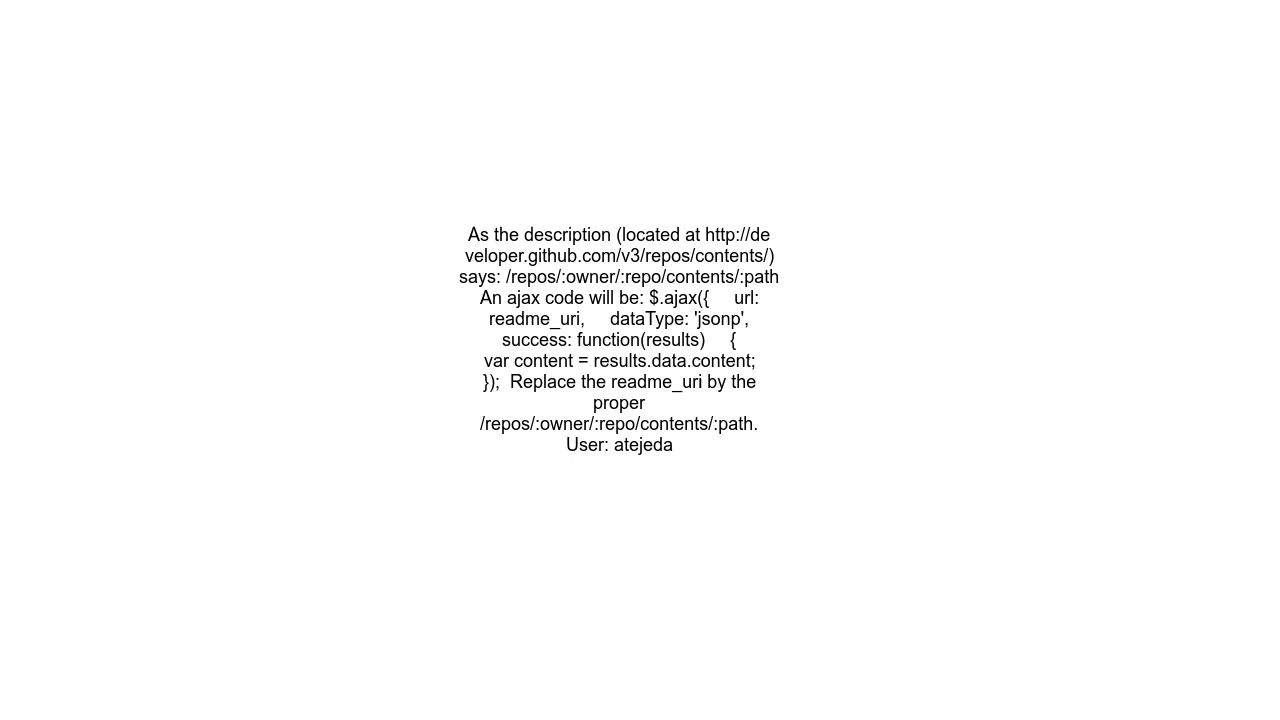 As the description (located at http://de
veloper.github.com/v3/repos/contents/)
says: /repos/:owner/:repo/contents/:path
An ajax code will be: $.ajax({     url:
readme_uri,     dataType: 'jsonp',
success: function(results)     {
var content = results.data.content;
});  Replace the readme_uri by the
proper
/repos/:owner/:repo/contents/:path.
User: atejeda